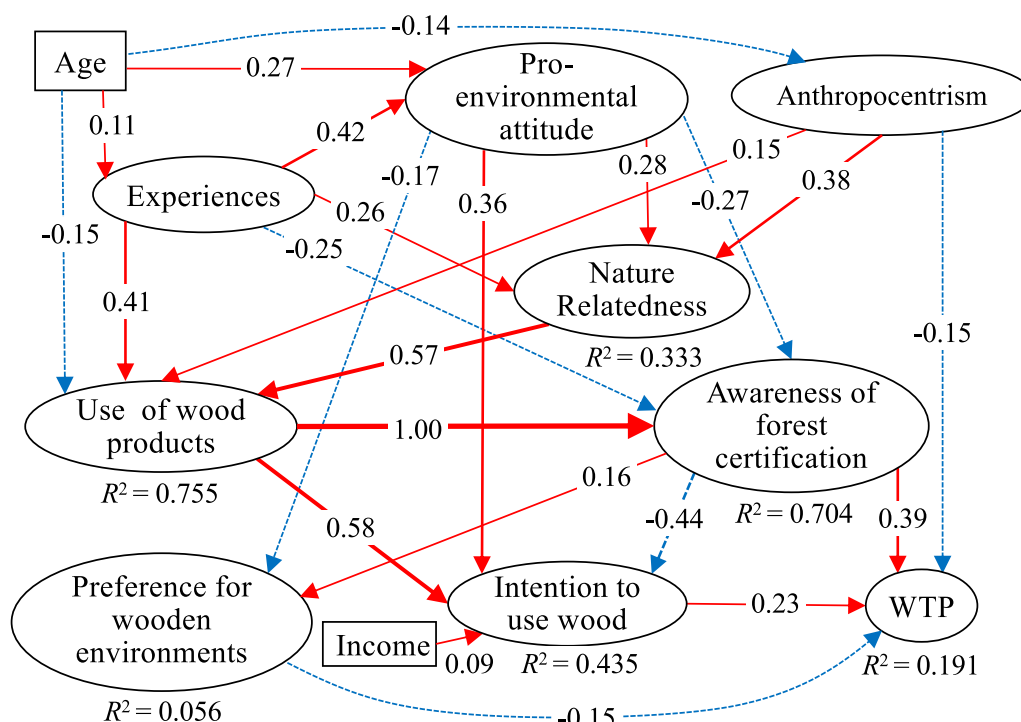 -0.14
Age
0.27
Pro-
environmental
attitude
Anthropocentrism
0.11
0.42
0.15
-0.17
0.28
0.38
Experiences
0.26
0.36
-0.27
-0.15
-0.25
Nature
Relatedness
0.41
0.57
R² = 0.333
-0.15
Use of wood
products
1.00
Awareness of
forest
certification
R² = 0.755
0.16
R² = 0.704
0.58
-0.44
0.39
Preference for
wooden
environments
Intention to
use wood
0.23
WTP
Income
0.09
R² = 0.435
R² = 0.191
R² = 0.056
-0.15